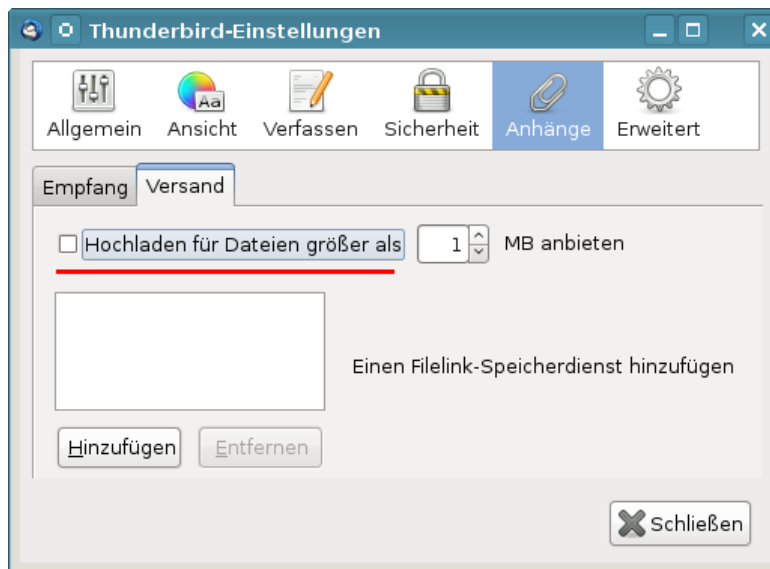 Thunderbird-Einstellungen
Allgemein Ansicht Verfassen Sicherheit Anhänge Erweitert
Empfang Versand
Hochladen für Dateien größer als 1 MB anbieten
Einen Filelink-Speicherdienst hinzufügen
Hinzufügen Entfernen
Schließen